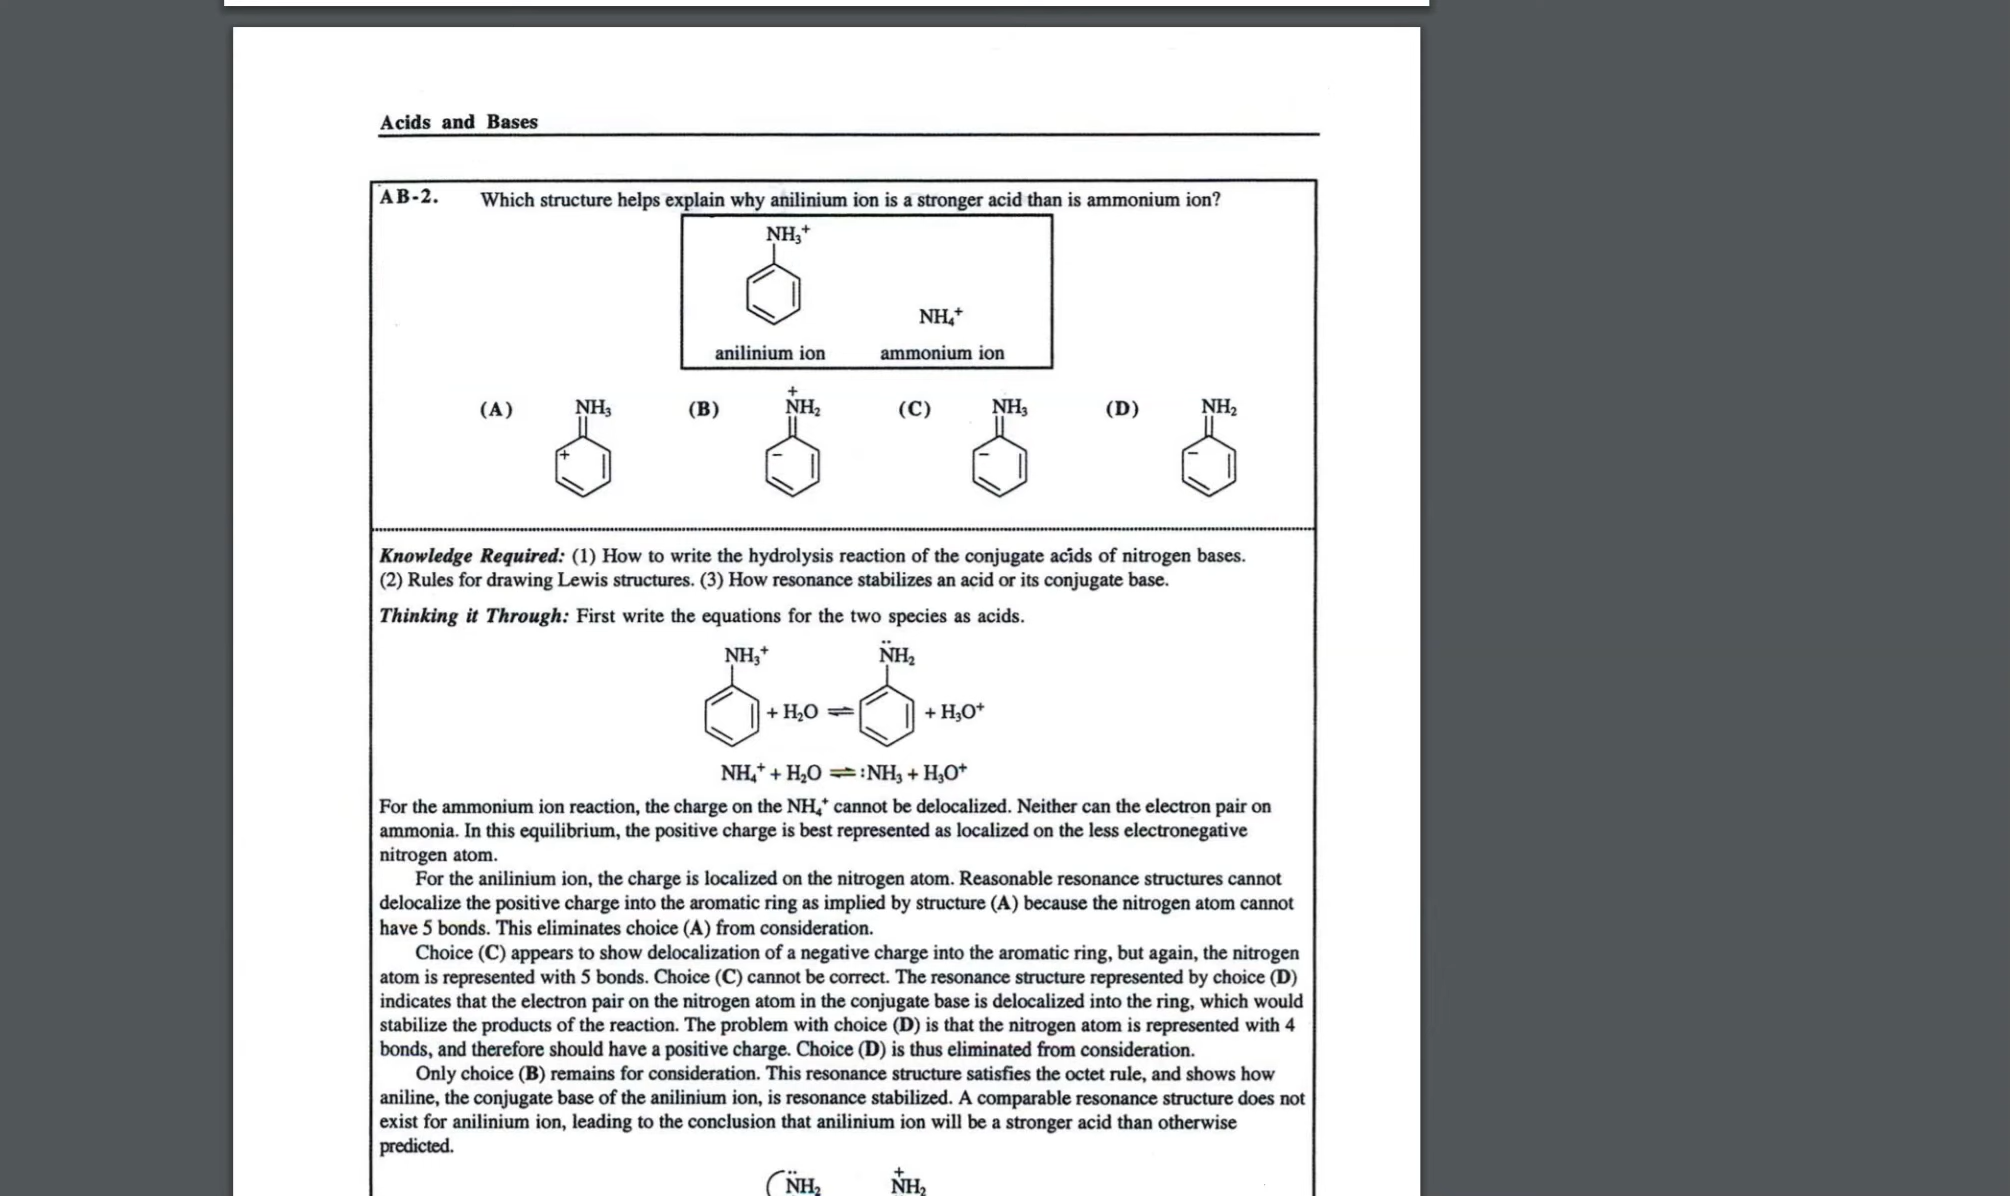 Acids and Bases
AB-2. Which structure helps explain why anilinium ion is a stronger acid than is ammonium ion?
NH₃⁺
NH₄⁺
anilinium ion ammonium ion
(A) NH₃ (B) +NH₂ (C) NH₃ (D) NH₂
+ − − −
Knowledge Required: (1) How to write the hydrolysis reaction of the conjugate acids of nitrogen bases.
(2) Rules for drawing Lewis structures. (3) How resonance stabilizes an acid or its conjugate base.
Thinking it Through: First write the equations for the two species as acids.
NH₃⁺ N̈H₂
+ H₂O ⇌ + H₃O⁺
NH₄⁺ + H₂O ⇌ :NH₃ + H₃O⁺
For the ammonium ion reaction, the charge on the NH₄⁺ cannot be delocalized. Neither can the electron pair on
ammonia. In this equilibrium, the positive charge is best represented as localized on the less electronegative
nitrogen atom.
For the anilinium ion, the charge is localized on the nitrogen atom. Reasonable resonance structures cannot
delocalize the positive charge into the aromatic ring as implied by structure (A) because the nitrogen atom cannot
have 5 bonds. This eliminates choice (A) from consideration.
Choice (C) appears to show delocalization of a negative charge into the aromatic ring, but again, the nitrogen
atom is represented with 5 bonds. Choice (C) cannot be correct. The resonance structure represented by choice (D)
indicates that the electron pair on the nitrogen atom in the conjugate base is delocalized into the ring, which would
stabilize the products of the reaction. The problem with choice (D) is that the nitrogen atom is represented with 4
bonds, and therefore should have a positive charge. Choice (D) is thus eliminated from consideration.
Only choice (B) remains for consideration. This resonance structure satisfies the octet rule, and shows how
aniline, the conjugate base of the anilinium ion, is resonance stabilized. A comparable resonance structure does not
exist for anilinium ion, leading to the conclusion that anilinium ion will be a stronger acid than otherwise
predicted.
N̈H₂ +NH₂